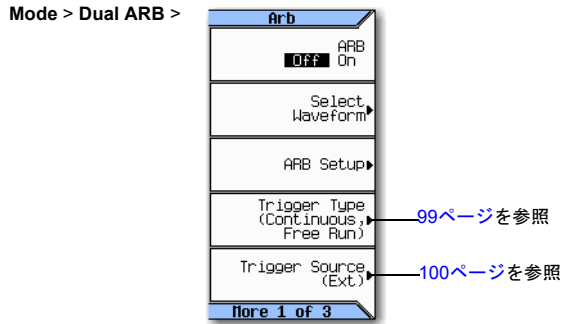 Mode > Dual ARB >
Arb
ARB
Off On
Select
Waveform
ARB Setup
Trigger Type
(Continuous,
Free Run)
99ページを参照
Trigger Source
(Ext)
100ページを参照
More 1 of 3